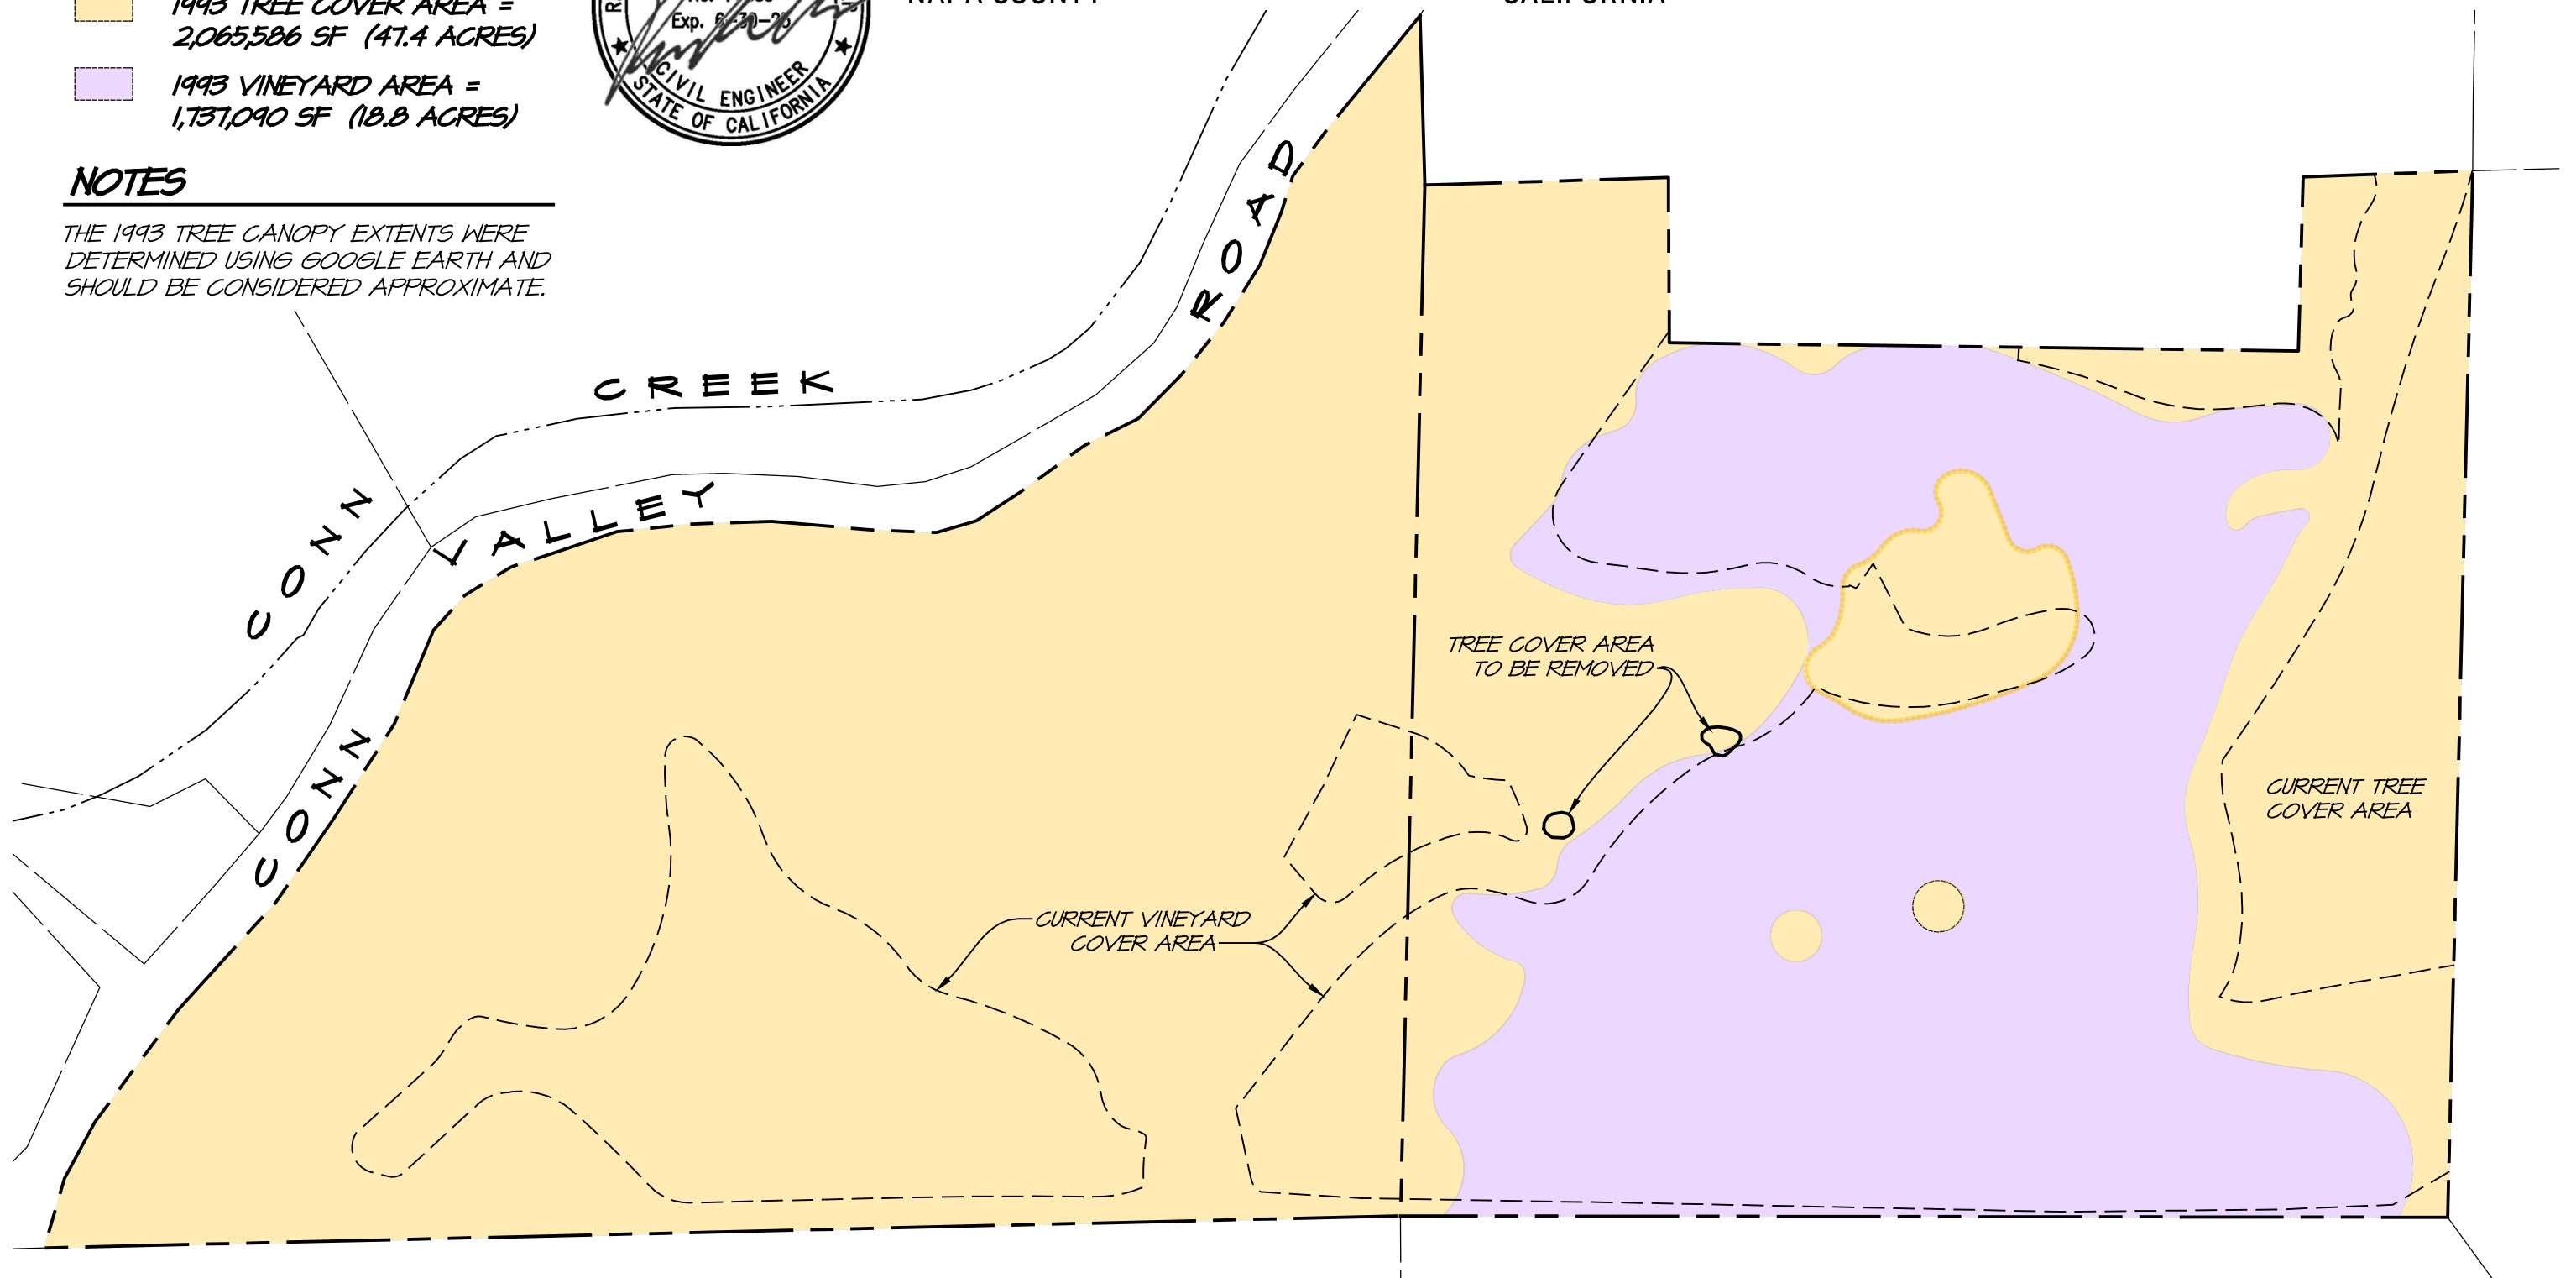 1993 TREE COVER AREA =
2,065,586 SF (47.4 ACRES)
1993 VINEYARD AREA =
1,737,090 SF (18.8 ACRES)
NAPA COUNTY
CALIFORNIA
CIVIL ENGINEER
STATE OF CALIFORNIA
NOTES
THE 1993 TREE CANOPY EXTENTS WERE
DETERMINED USING GOOGLE EARTH AND
SHOULD BE CONSIDERED APPROXIMATE.
CONN CREEK
CONN VALLEY ROAD
TREE COVER AREA
TO BE REMOVED
CURRENT TREE
COVER AREA
CURRENT VINEYARD
COVER AREA